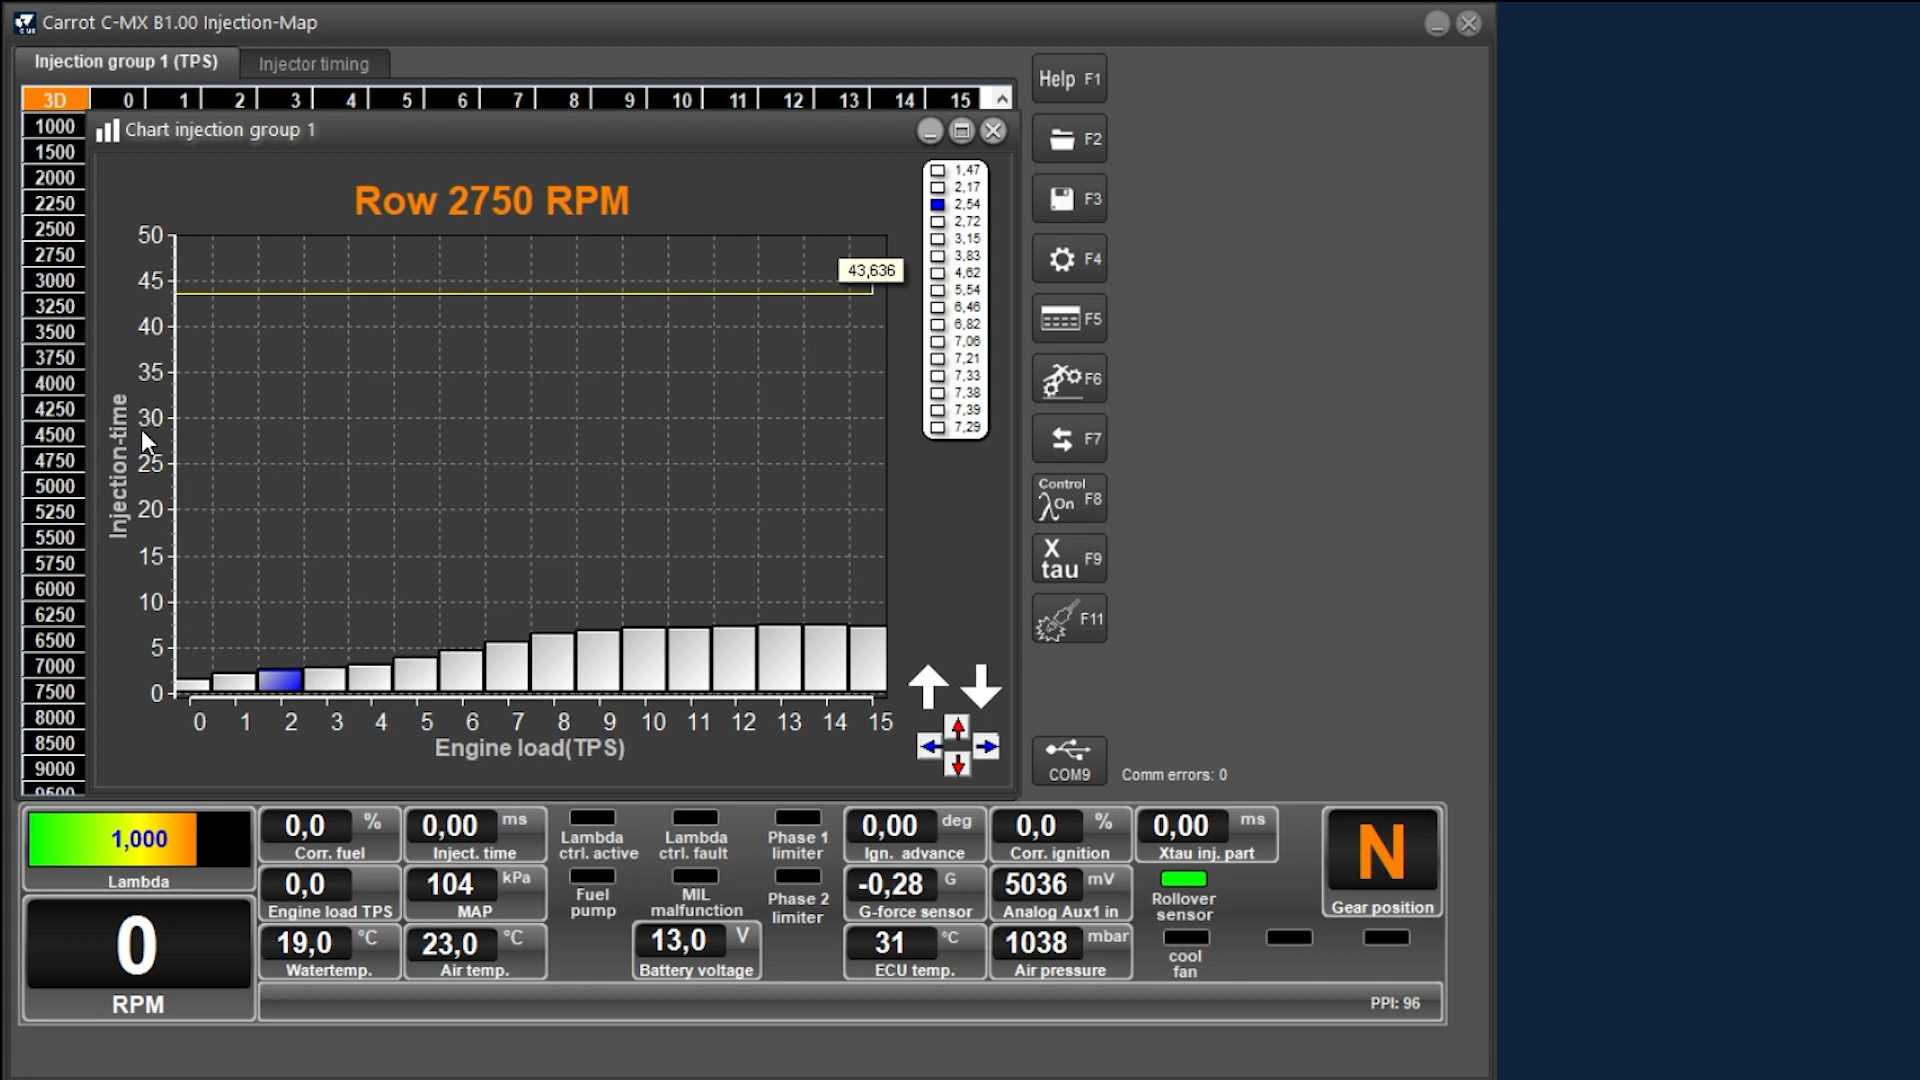 Carrot C-MX B1.00 Injection-Map
Injection group 1 (TPS)
Injector timing
3D 0 1 2 3 4 5 6 7 8 9 10 11 12 13 14 15
1000
1500
2000
2250
2500
2750
3000
3250
3500
3750
4000
4250
4500
4750
5000
5250
5500
5750
6000
6250
6500
7000
7500
8000
8500
9000
9500
Chart injection group 1
Row 2750 RPM
50
45
40
35
30
25
20
15
10
5
0
Injection-time
43,636
0 1 2 3 4 5 6 7 8 9 10 11 12 13 14 15
Engine load(TPS)
1,47
2,17
2,54
2,72
3,15
3,83
4,62
5,54
6,46
6,82
7,06
7,21
7,33
7,38
7,39
7,29
Help F1
F2
F3
F4
F5
F6
F7
Control
λOn F8
X
tau F9
F11
COM9
Comm errors: 0
1,000
Lambda
0
RPM
0,0 %
Corr. fuel
0,00 ms
Inject. time
0,0
Engine load TPS
104 kPa
MAP
19,0 °C
Watertemp.
23,0 °C
Air temp.
Lambda
ctrl. active
Lambda
ctrl. fault
Phase 1
limiter
Fuel
pump
MIL
malfunction
Phase 2
limiter
13,0 V
Battery voltage
0,00 deg
Ign. advance
0,0 %
Corr. ignition
0,00 ms
Xtau inj. part
-0,28 G
G-force sensor
5036 mV
Analog Aux1 in
Rollover
sensor
31 °C
ECU temp.
1038 mbar
Air pressure
cool
fan
N
Gear position
PPI: 96